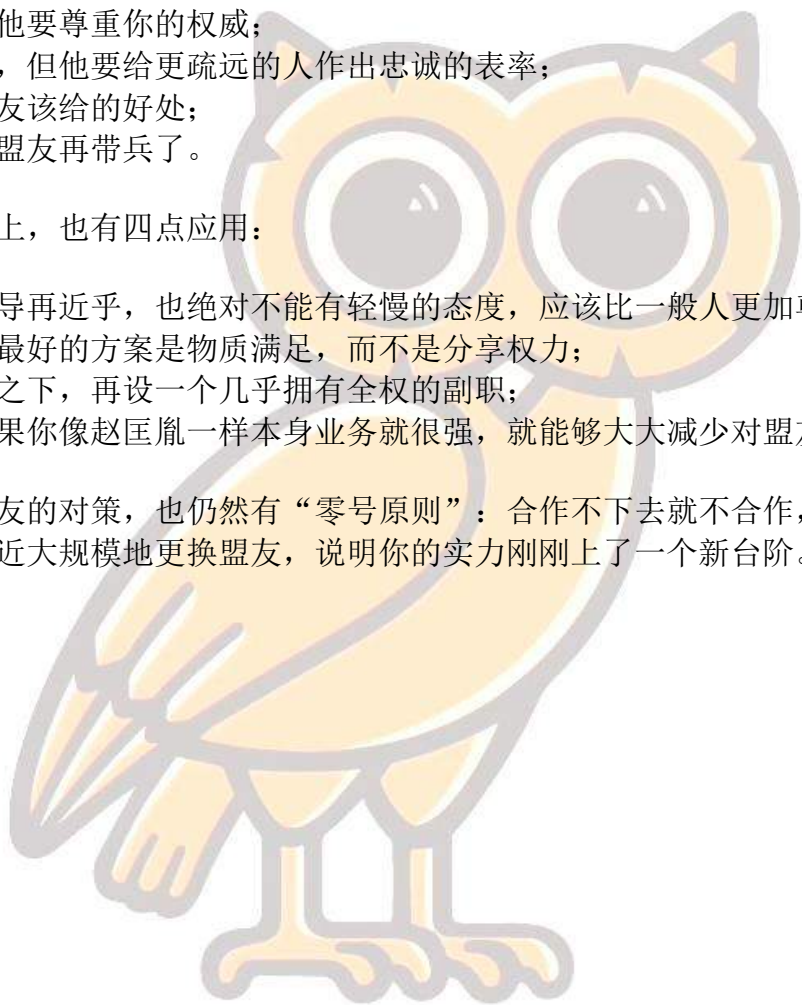 他要尊重你的权威；
，但他要给更疏远的人作出忠诚的表率；
友该给的好处；
盟友再带兵了。
上，也有四点应用：
导再近乎，也绝对不能有轻慢的态度，应该比一般人更加
最好的方案是物质满足，而不是分享权力；
之下，再设一个几乎拥有全权的副职；
果你像赵匡胤一样本身业务就很强，就能够大大减少对盟
友的对策，也仍然有“零号原则”：合作不下去就不合作，
近大规模地更换盟友，说明你的实力刚刚上了一个新台阶。